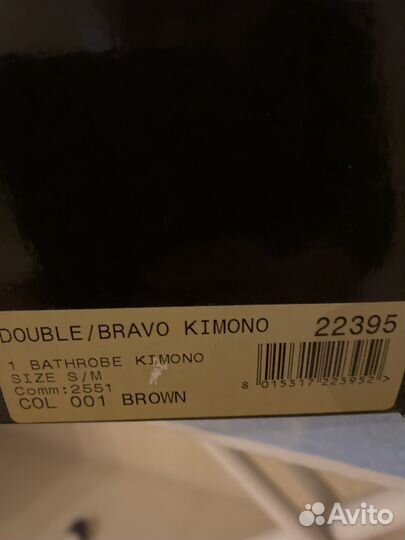 DOUBLE/BRAVO KIMONO 22395
1 BATHROBE KIMONO
SIZE S/M
Comm:2551
COL 001 BROWN
8 015317 223952 >
Avito